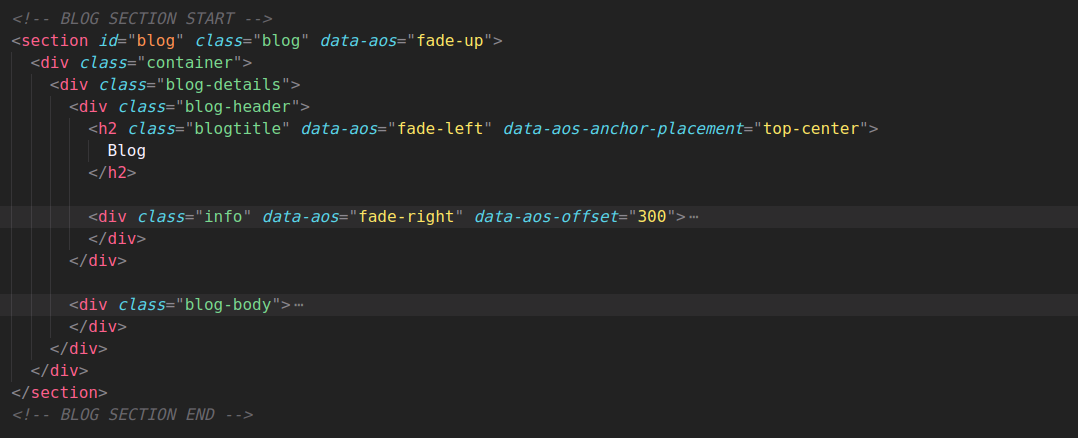 <!-- BLOG SECTION START -->
<section id="blog" class="blog" data-aos="fade-up">
  <div class="container">
    <div class="blog-details">
      <div class="blog-header">
        <h2 class="blogtitle" data-aos="fade-left" data-aos-anchor-placement="top-center">
          Blog
        </h2>

        <div class="info" data-aos="fade-right" data-aos-offset="300">⋯
        </div>
      </div>

      <div class="blog-body">⋯
      </div>
    </div>
  </div>
</section>
<!-- BLOG SECTION END -->